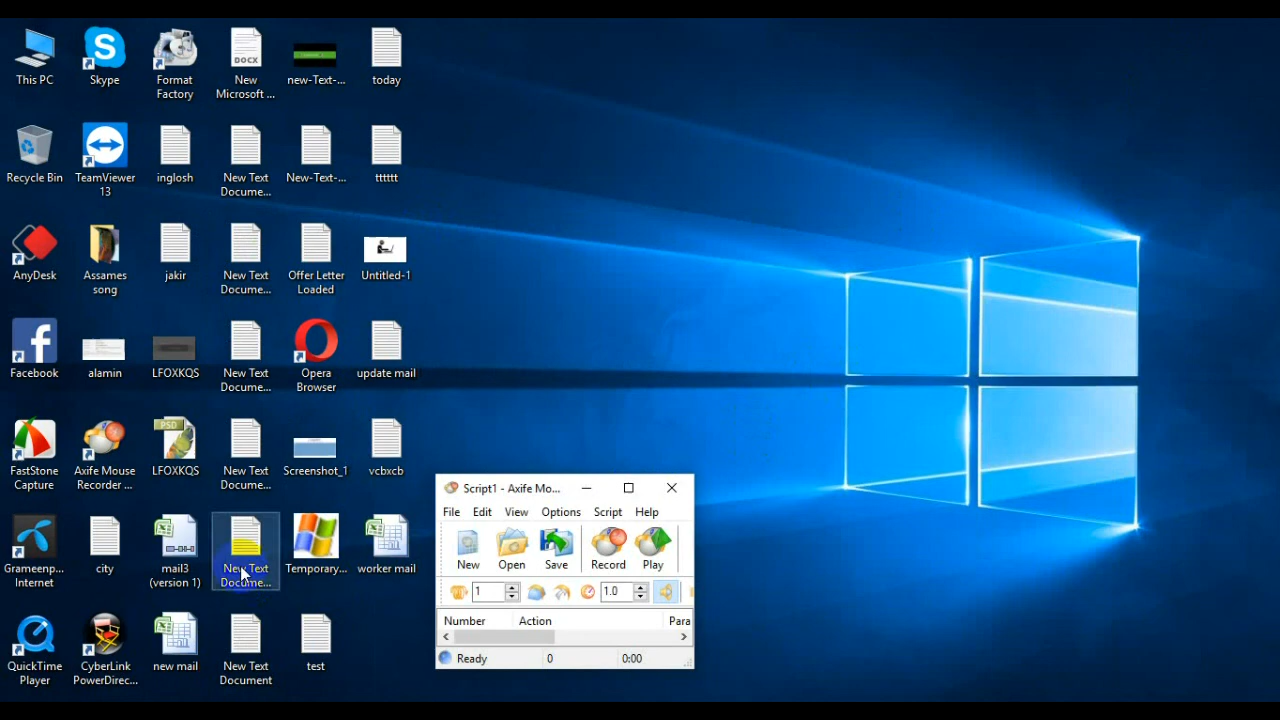 This PC
Skype
Format
Factory
DOCX
New
Microsoft ...
new-Text-...
today
Recycle Bin
TeamViewer
13
inglosh
New Text
Docume...
New-Text-...
tttttt
AnyDesk
Assames
song
jakir
New Text
Docume...
Offer Letter
Loaded
Untitled-1
Facebook
alamin
LFOXKQS
New Text
Docume...
Opera
Browser
update mail
FastStone
Capture
Axife Mouse
Recorder ...
PSD
LFOXKQS
New Text
Docume...
Screenshot_1
vcbxcb
Grameenp...
Internet
city
mail3
(version 1)
New Text
Docume...
Temporary...
worker mail
QuickTime
Player
CyberLink
PowerDirec...
new mail
New Text
Document
test
Script1 - Axife Mo...
File Edit View Options Script Help
New Open Save Record Play
1 1.0
Number Action Para
Ready 0 0:00